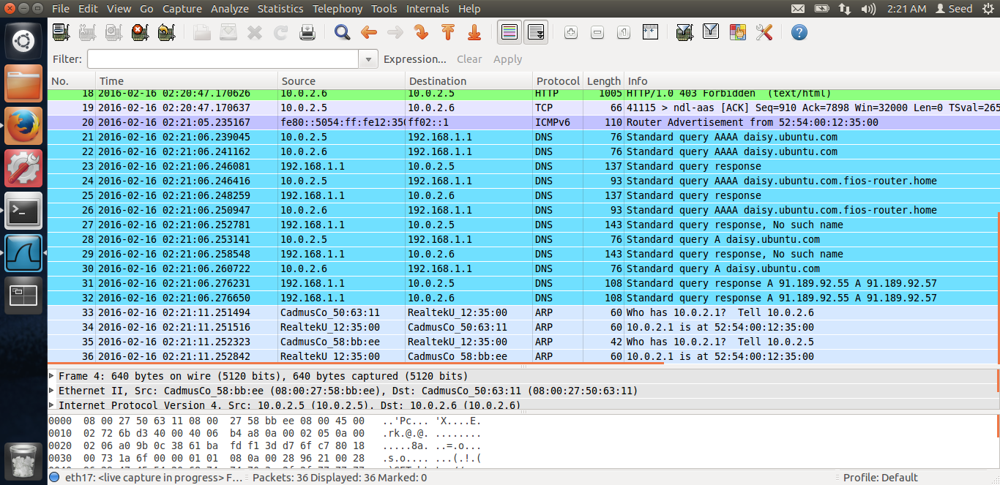 File Edit View Go Capture Analyze Statistics Telephony Tools Internals Help 2:21 AM Seed
Filter: Expression... Clear Apply
No. Time Source Destination Protocol Length Info
18 2016-02-16 02:20:47.170626 10.0.2.6 10.0.2.5 HTTP 1005 HTTP/1.0 403 Forbidden (text/html)
19 2016-02-16 02:20:47.170637 10.0.2.5 10.0.2.6 TCP 66 41115 > ndl-aas [ACK] Seq=910 Ack=7898 Win=32000 Len=0 TSval=265
20 2016-02-16 02:21:05.235167 fe80::5054:ff:fe12:350 ff02::1 ICMPv6 110 Router Advertisement from 52:54:00:12:35:00
21 2016-02-16 02:21:06.239045 10.0.2.5 192.168.1.1 DNS 76 Standard query AAAA daisy.ubuntu.com
22 2016-02-16 02:21:06.241162 10.0.2.6 192.168.1.1 DNS 76 Standard query AAAA daisy.ubuntu.com
23 2016-02-16 02:21:06.246081 192.168.1.1 10.0.2.5 DNS 137 Standard query response
24 2016-02-16 02:21:06.246416 10.0.2.5 192.168.1.1 DNS 93 Standard query AAAA daisy.ubuntu.com.fios-router.home
25 2016-02-16 02:21:06.248259 192.168.1.1 10.0.2.6 DNS 137 Standard query response
26 2016-02-16 02:21:06.250947 10.0.2.6 192.168.1.1 DNS 93 Standard query AAAA daisy.ubuntu.com.fios-router.home
27 2016-02-16 02:21:06.252781 192.168.1.1 10.0.2.5 DNS 143 Standard query response, No such name
28 2016-02-16 02:21:06.253141 10.0.2.5 192.168.1.1 DNS 76 Standard query A daisy.ubuntu.com
29 2016-02-16 02:21:06.258548 192.168.1.1 10.0.2.6 DNS 143 Standard query response, No such name
30 2016-02-16 02:21:06.260722 10.0.2.6 192.168.1.1 DNS 76 Standard query A daisy.ubuntu.com
31 2016-02-16 02:21:06.276231 192.168.1.1 10.0.2.5 DNS 108 Standard query response A 91.189.92.55 A 91.189.92.57
32 2016-02-16 02:21:06.276650 192.168.1.1 10.0.2.6 DNS 108 Standard query response A 91.189.92.55 A 91.189.92.57
33 2016-02-16 02:21:11.251494 CadmusCo_50:63:11 RealtekU_12:35:00 ARP 60 Who has 10.0.2.1? Tell 10.0.2.6
34 2016-02-16 02:21:11.251516 RealtekU_12:35:00 CadmusCo_50:63:11 ARP 60 10.0.2.1 is at 52:54:00:12:35:00
35 2016-02-16 02:21:11.252323 CadmusCo_58:bb:ee RealtekU_12:35:00 ARP 42 Who has 10.0.2.1? Tell 10.0.2.5
36 2016-02-16 02:21:11.252842 RealtekU_12:35:00 CadmusCo_58:bb:ee ARP 60 10.0.2.1 is at 52:54:00:12:35:00
Frame 4: 640 bytes on wire (5120 bits), 640 bytes captured (5120 bits)
Ethernet II, Src: CadmusCo_58:bb:ee (08:00:27:58:bb:ee), Dst: CadmusCo_50:63:11 (08:00:27:50:63:11)
Internet Protocol Version 4, Src: 10.0.2.5 (10.0.2.5), Dst: 10.0.2.6 (10.0.2.6)
0000 08 00 27 50 63 11 08 00 27 58 bb ee 08 00 45 00 ..'Pc... 'X....E.
0010 02 72 6b d3 40 00 40 06 b4 a8 0a 00 02 05 0a 00 .rk.@.@. ........
0020 02 06 a0 9b 0c 38 61 ba fd f1 3d d7 6f c7 80 18 .....8a. ..=.o...
0030 00 73 1a 6f 00 00 01 01 08 0a 00 28 96 21 00 28 .s.o.... ...(.!.(
eth17: <live capture in progress> F... Packets: 36 Displayed: 36 Marked: 0 Profile: Default